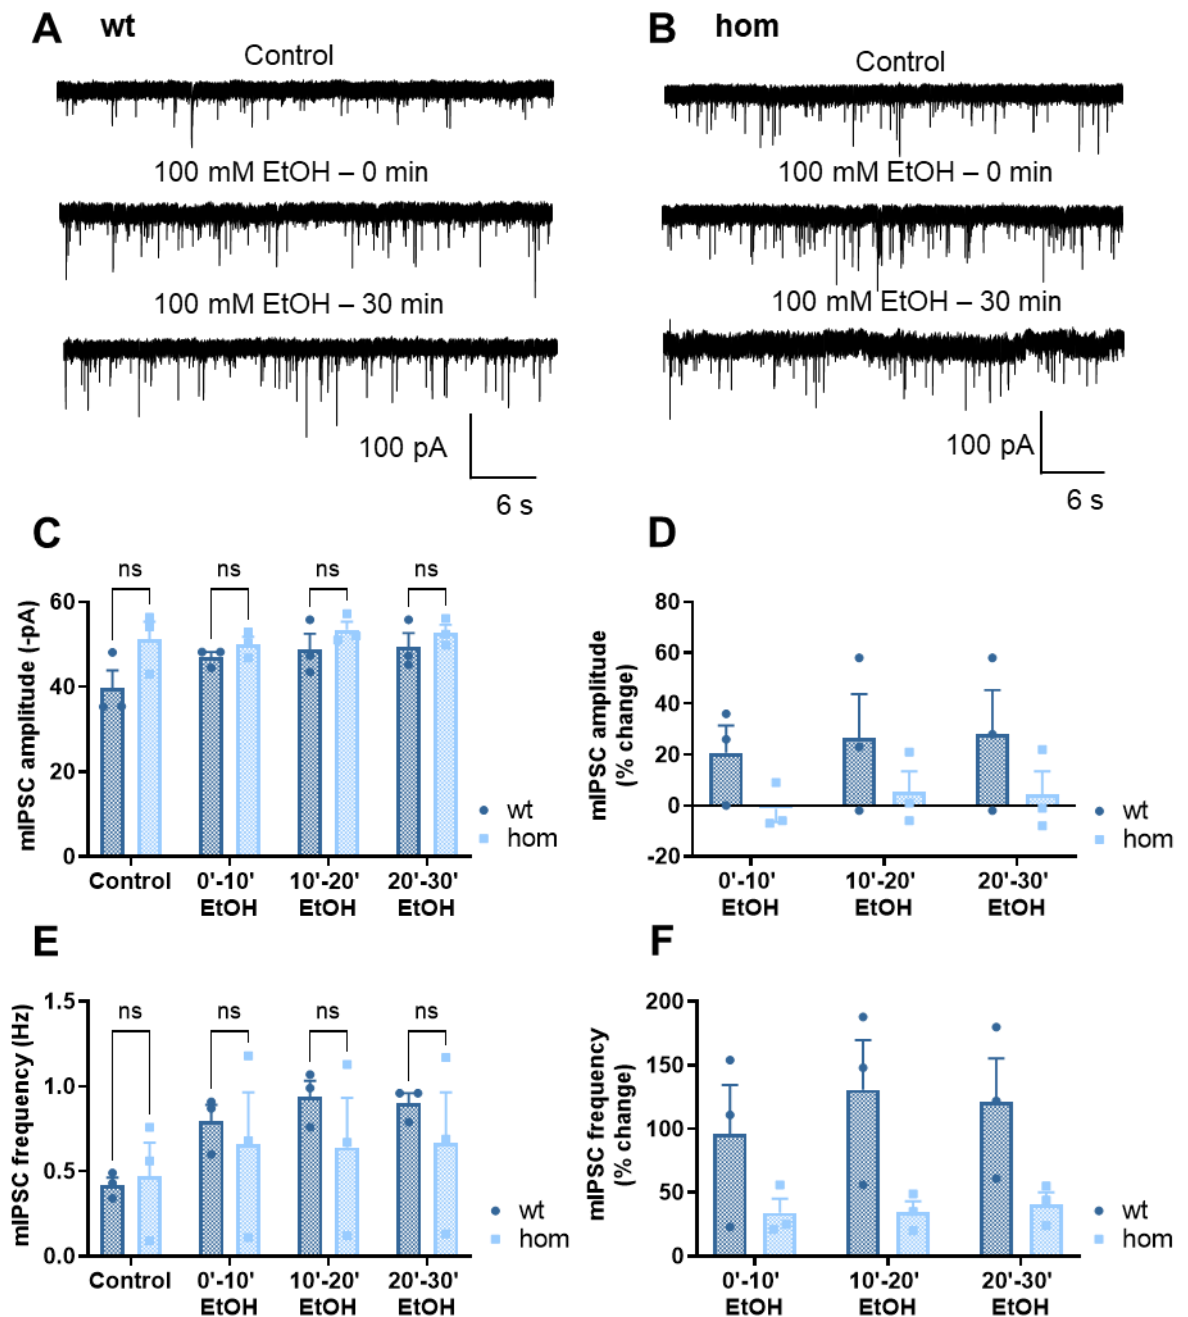 A wt
Control
100 mM EtOH – 0 min
100 mM EtOH – 30 min
100 pA
6 s
B hom
Control
100 mM EtOH – 0 min
100 mM EtOH – 30 min
100 pA
6 s
C
ns ns ns ns
mIPSC amplitude (-pA)
60
40
20
0
Control
0'-10'
EtOH
10'-20'
EtOH
20'-30'
EtOH
wt
hom
D
mIPSC amplitude
(% change)
80
60
40
20
0
-20
0'-10'
EtOH
10'-20'
EtOH
20'-30'
EtOH
wt
hom
E
ns ns ns ns
mIPSC frequency (Hz)
1.5
1.0
0.5
0.0
Control
0'-10'
EtOH
10'-20'
EtOH
20'-30'
EtOH
wt
hom
F
mIPSC frequency
(% change)
200
150
100
50
0
0'-10'
EtOH
10'-20'
EtOH
20'-30'
EtOH
wt
hom